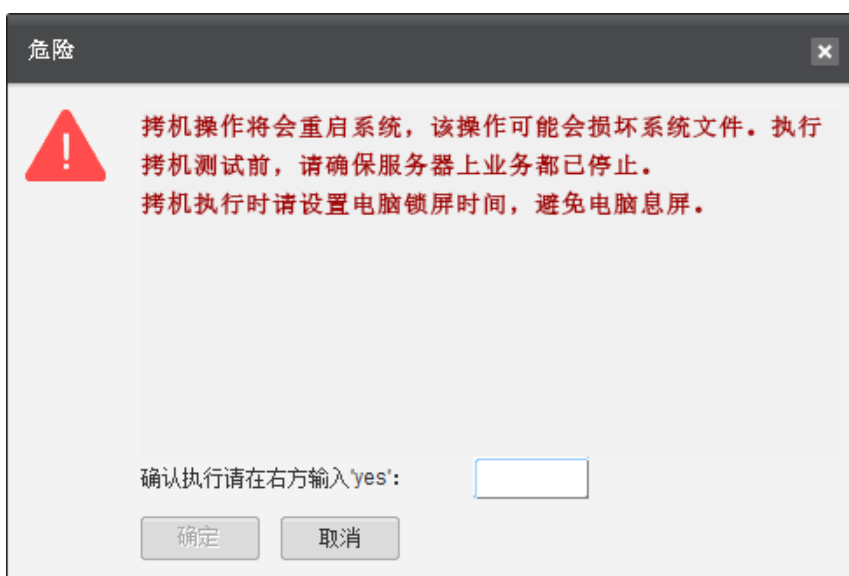 危险
拷机操作将会重启系统，该操作可能会损坏系统文件。执行
拷机测试前，请确保服务器上业务都已停止。
拷机执行时请设置电脑锁屏时间，避免电脑息屏。
确认执行请在右方输入'yes'：
确定 取消